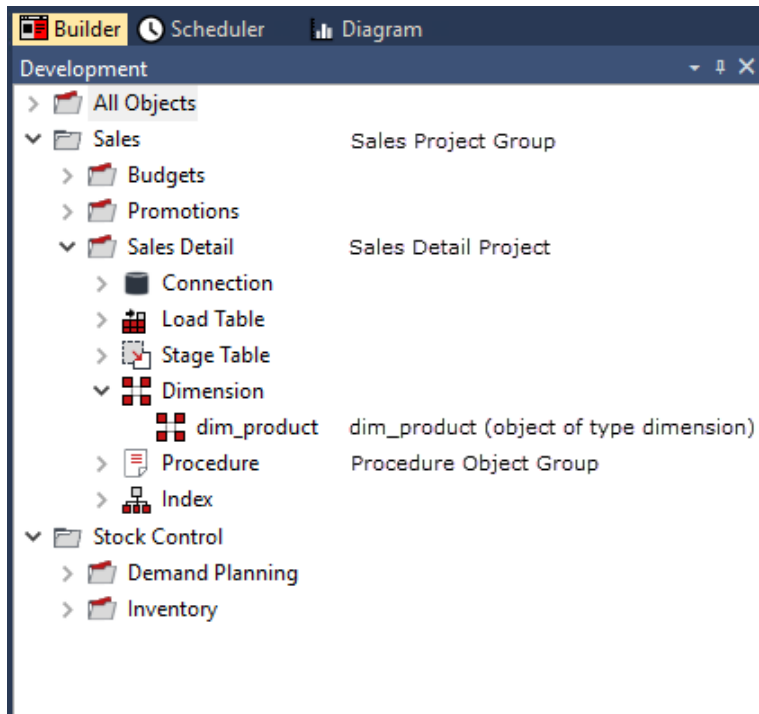 Builder Scheduler Diagram
Development
All Objects
Sales Sales Project Group
Budgets
Promotions
Sales Detail Sales Detail Project
Connection
Load Table
Stage Table
Dimension
dim_product dim_product (object of type dimension)
Procedure Procedure Object Group
Index
Stock Control
Demand Planning
Inventory